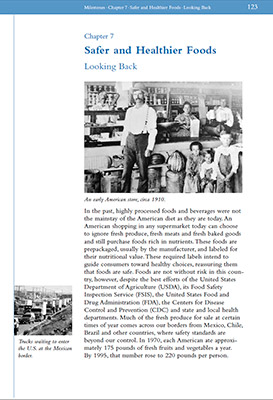 Milestones · Chapter 7 · Safer and Healthier Foods · Looking Back
123
Chapter 7
Safer and Healthier Foods
Looking Back
An early American store, circa 1910.
In the past, highly processed foods and beverages were not
the mainstay of the American diet as they are today. An
American shopping in any supermarket today can choose
to ignore fresh produce, fresh meats and fresh baked goods
and still purchase foods rich in nutrients. These foods are
prepackaged, usually by the manufacturer, and labeled for
their nutritional value. These required labels intend to
guide consumers toward healthy choices, reassuring them
that foods are safe. Foods are not without risk in this coun-
try, however, despite the best efforts of the United States
Department of Agriculture (USDA), its Food Safety
Inspection Service (FSIS), the United States Food and
Drug Administration (FDA), the Centers for Disease
Control and Prevention (CDC) and state and local health
departments. Much of the fresh produce for sale at certain
times of year comes across our borders from Mexico, Chile,
Brazil and other countries, where safety standards are
beyond our control. In 1970, each American ate approxi-
mately 175 pounds of fresh fruits and vegetables a year.
By 1995, that number rose to 220 pounds per person.
Trucks waiting to enter
the U.S. at the Mexican
border.